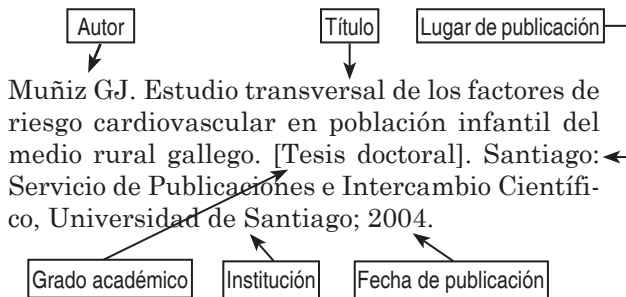 Autor Título Lugar de publicación
Muñiz GJ. Estudio transversal de los factores de
riesgo cardiovascular en población infantil del
medio rural gallego. [Tesis doctoral]. Santiago:
Servicio de Publicaciones e Intercambio Científi-
co, Universidad de Santiago; 2004.
Grado académico Institución Fecha de publicación